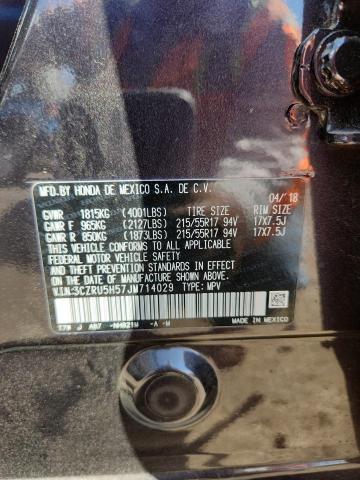 MFD. BY HONDA DE MEXICO S.A. DE C.V. 04/'18
GVWR 1815KG (4001LBS) TIRE SIZE RIM SIZE
GAWR F 965KG (2127LBS) 215/55R17 94V 17X7.5J
GAWR R 850KG (1873LBS) 215/55R17 94V 17X7.5J
THIS VEHICLE CONFORMS TO ALL APPLICABLE
FEDERAL MOTOR VEHICLE SAFETY AND THEFT
PREVENTION STANDARDS IN EFFECT ON THE DATE
OF MANUFACTURE SHOWN ABOVE.
V.I.N:3CZRU5H57JM714029 TYPE: MPV
T7W J A07 -NH821M -A -M
MADE IN MEXICO